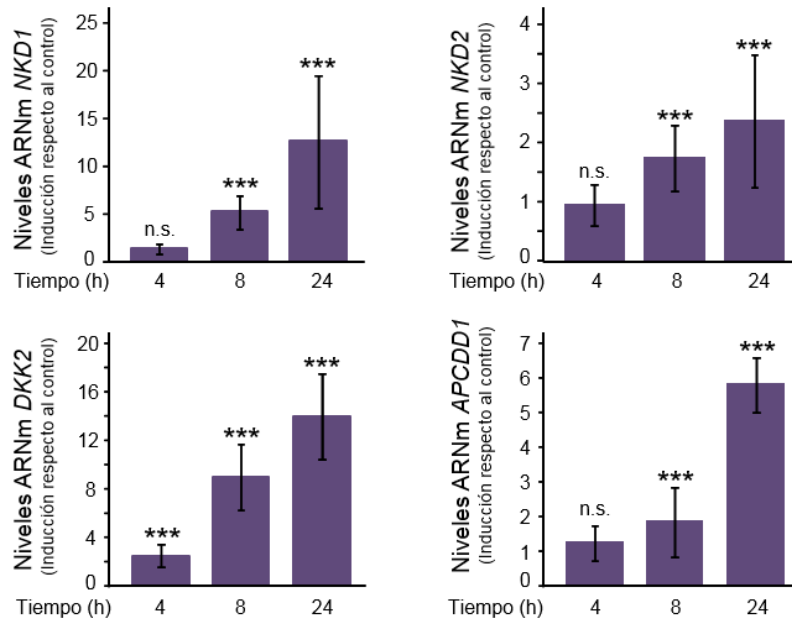 Niveles ARNm NKD1
(Inducción respecto al control)
25
20
15
10
5
0
n.s.
***
***
Tiempo (h) 4 8 24
Niveles ARNm NKD2
(Inducción respecto al control)
4
3
2
1
0
n.s.
***
***
Tiempo (h) 4 8 24
Niveles ARNm DKK2
(Inducción respecto al control)
20
16
12
8
4
0
***
***
***
Tiempo (h) 4 8 24
Niveles ARNm APCDD1
(Inducción respecto al control)
7
6
5
4
3
2
1
0
n.s.
***
***
Tiempo (h) 4 8 24